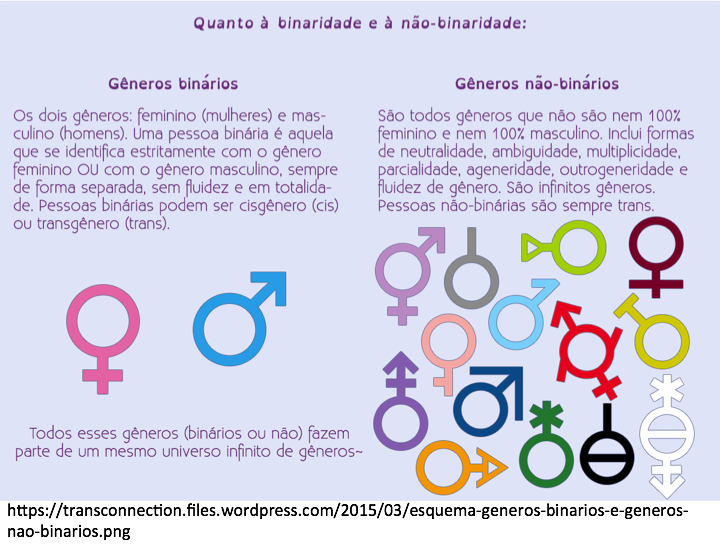 Quanto à binaridade e à não-binaridade:
Gêneros binários
Os dois gêneros: feminino (mulheres) e mas-
culino (homens). Uma pessoa binária é aquela
que se identifica estritamente com o gênero
feminino OU com o gênero masculino, sempre
de forma separada, sem fluidez e em totalida-
de. Pessoas binárias podem ser cisgênero (cis)
ou transgênero (trans).
Gêneros não-binários
São todos gêneros que não são nem 100%
feminino e nem 100% masculino. Inclui formas
de neutralidade, ambiguidade, multiplicidade,
parcialidade, ageneridade, outrogeneridade e
fluidez de gênero. São infinitos gêneros.
Pessoas não-binárias são sempre trans.
Todos esses gêneros (binários ou não) fazem
parte de um mesmo universo infinito de gêneros~
https://transconnection.files.wordpress.com/2015/03/esquema-generos-binarios-e-generos-
nao-binarios.png